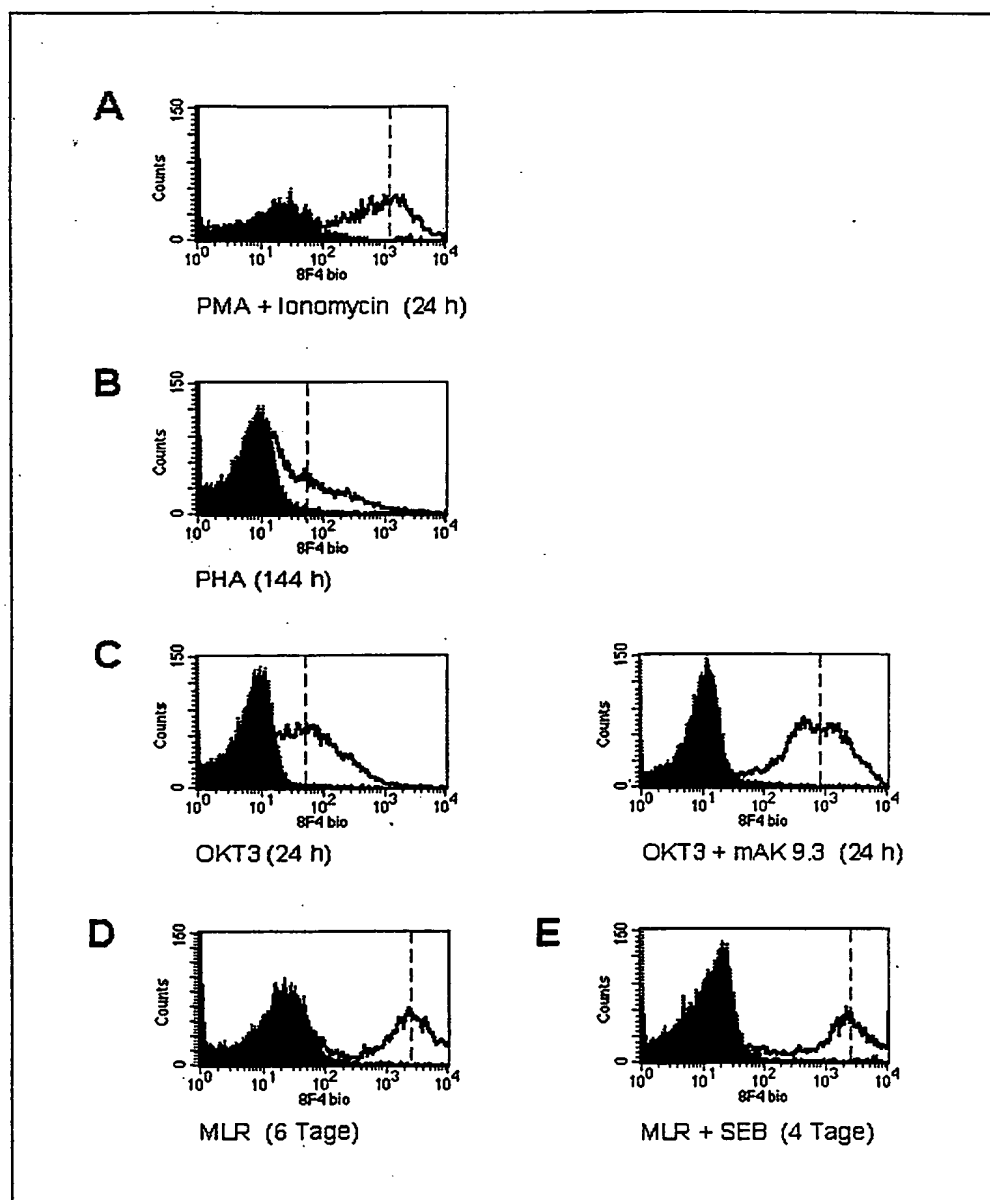 A
150
Counts
0
10^0 10^1 10^2 10^3 10^4
8F4 bio
PMA + Ionomycin (24 h)
B
150
Counts
0
10^0 10^1 10^2 10^3 10^4
8F4 bio
PHA (144 h)
C
150
Counts
0
10^0 10^1 10^2 10^3 10^4
8F4 bio
OKT3 (24 h)
150
Counts
0
10^0 10^1 10^2 10^3 10^4
8F4 bio
OKT3 + mAK 9.3 (24 h)
D
150
Counts
0
10^0 10^1 10^2 10^3 10^4
8F4 bio
MLR (6 Tage)
E
150
Counts
0
10^0 10^1 10^2 10^3 10^4
8F4 bio
MLR + SEB (4 Tage)